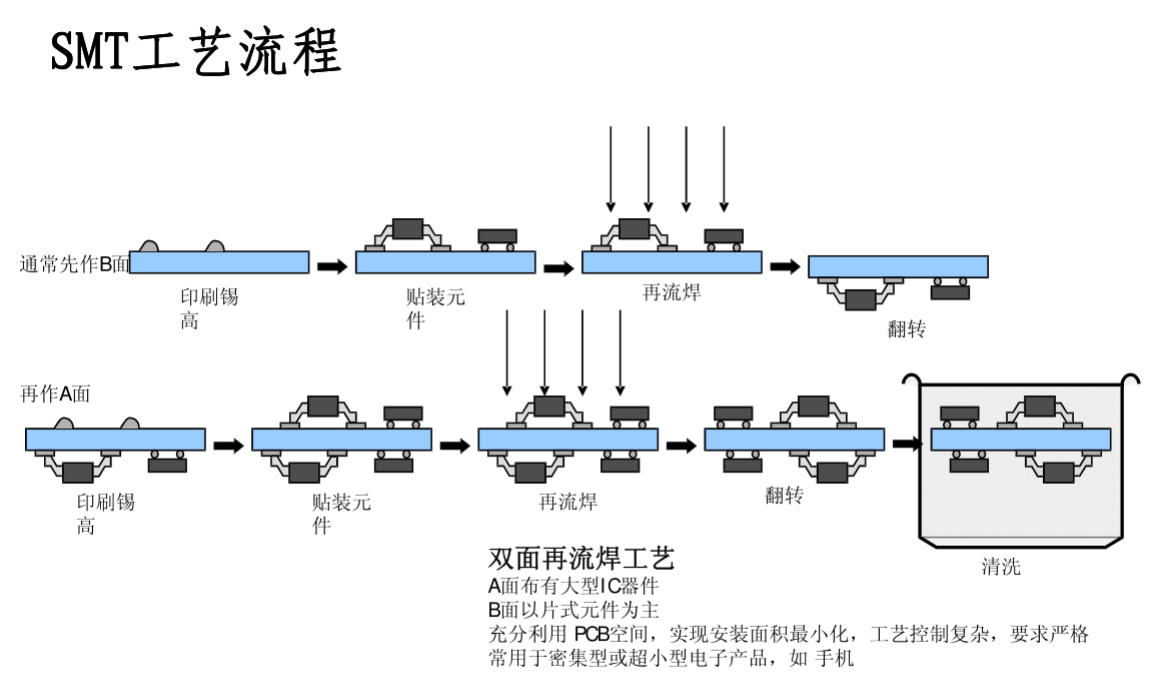 SMT工艺流程
通常先作B面
印刷锡
高
贴装元
件
再流焊
翻转
再作A面
印刷锡
高
贴装元
件
再流焊
翻转
清洗
双面再流焊工艺
A面布有大型IC器件
B面以片式元件为主
充分利用 PCB空间，实现安装面积最小化，工艺控制复杂，要求严格
常用于密集型或超小型电子产品，如 手机